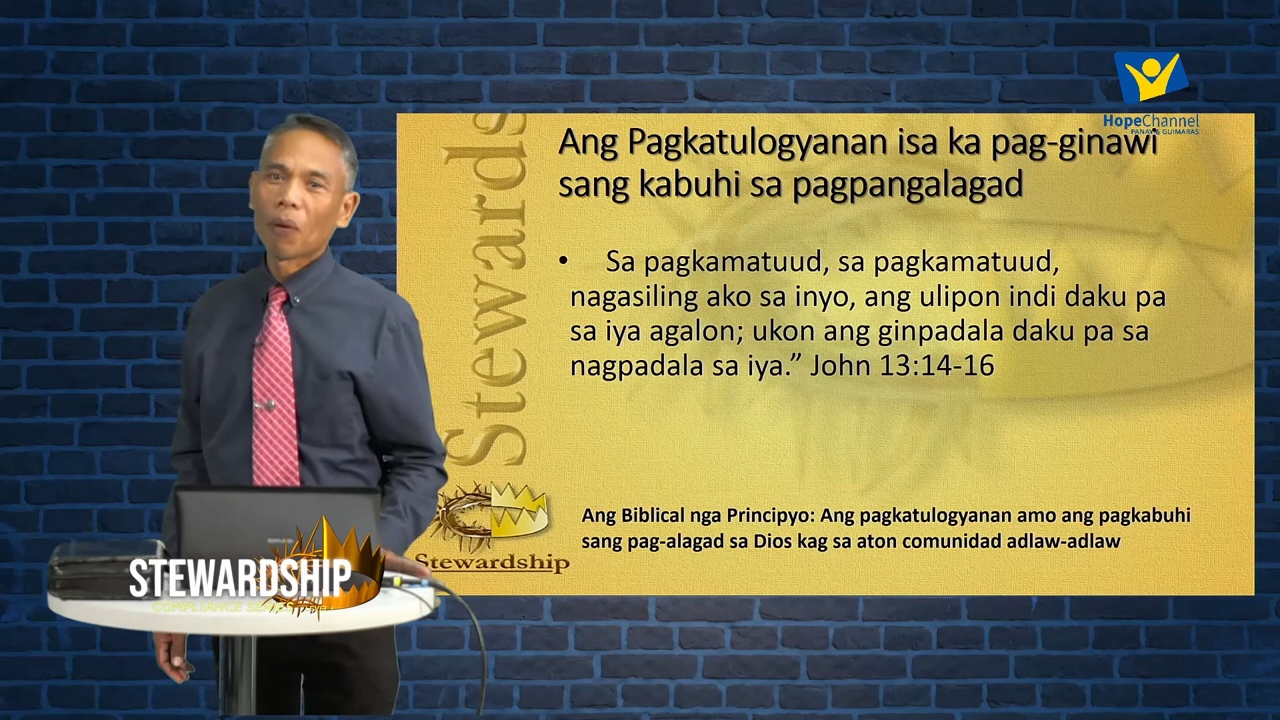 HopeChannel
PANAY & GUIMARAS
Ang Pagkatulogyanan isa ka pag-ginawi
sang kabuhi sa pagpangalagad
• Sa pagkamatuud, sa pagkamatuud,
nagasiling ako sa inyo, ang ulipon indi daku pa
sa iya agalon; ukon ang ginpadala daku pa sa
nagpadala sa iya.” John 13:14-16
Stewards
Ang Biblical nga Principyo: Ang pagkatulogyanan amo ang pagkabuhi
sang pag-alagad sa Dios kag sa aton comunidad adlaw-adlaw
Stewardship
STEWARDSHIP
COMPLIANCE